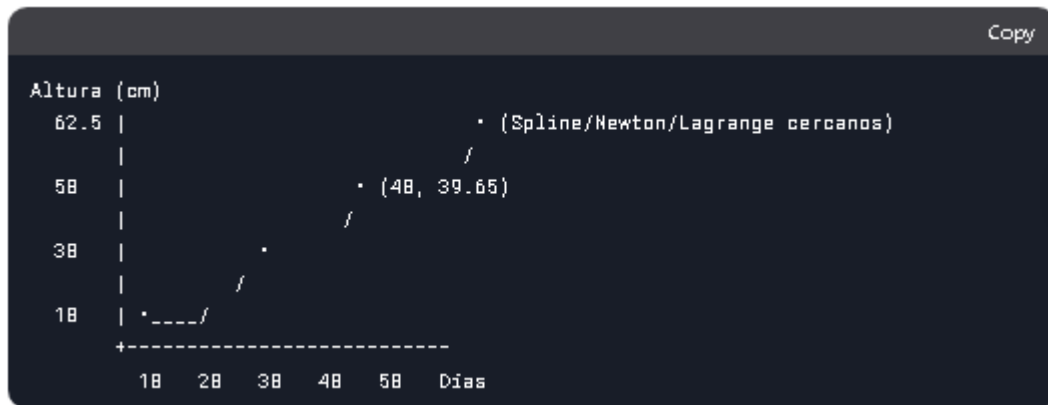 Copy
Altura (cm)
62.5 | · (Spline/Newton/Lagrange cercanos)
| /
50 | · (40, 39.65)
| /
30 | ·
| /
10 | ·____/
+---------------------------
10 20 30 40 50 Días